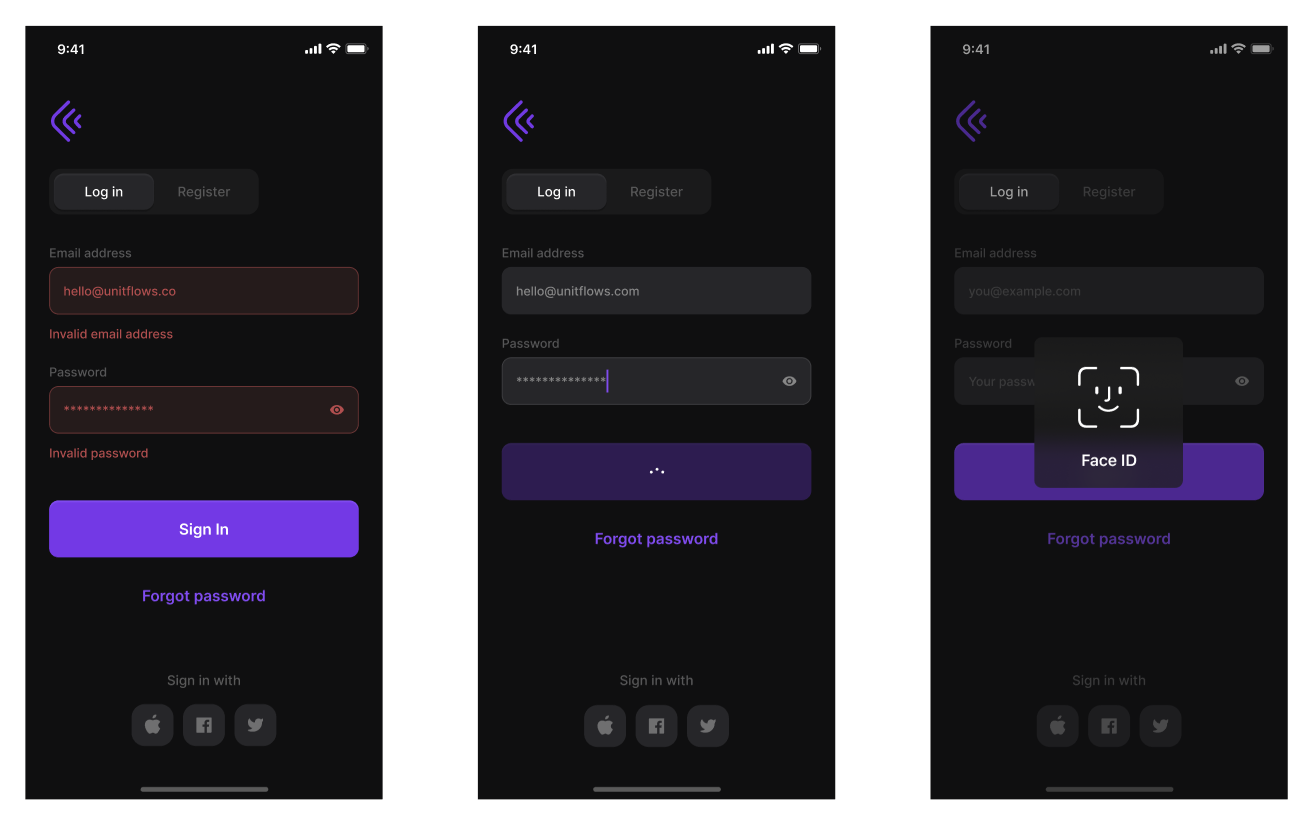 9:41
Log in Register
Email address
hello@unitflows.co
Invalid email address
Password
**************
Invalid password
Sign In
Forgot password
Sign in with
9:41
Log in Register
Email address
hello@unitflows.com
Password
**************
Forgot password
Sign in with
9:41
Log in Register
Email address
you@example.com
Password
Your passw
Face ID
Forgot password
Sign in with